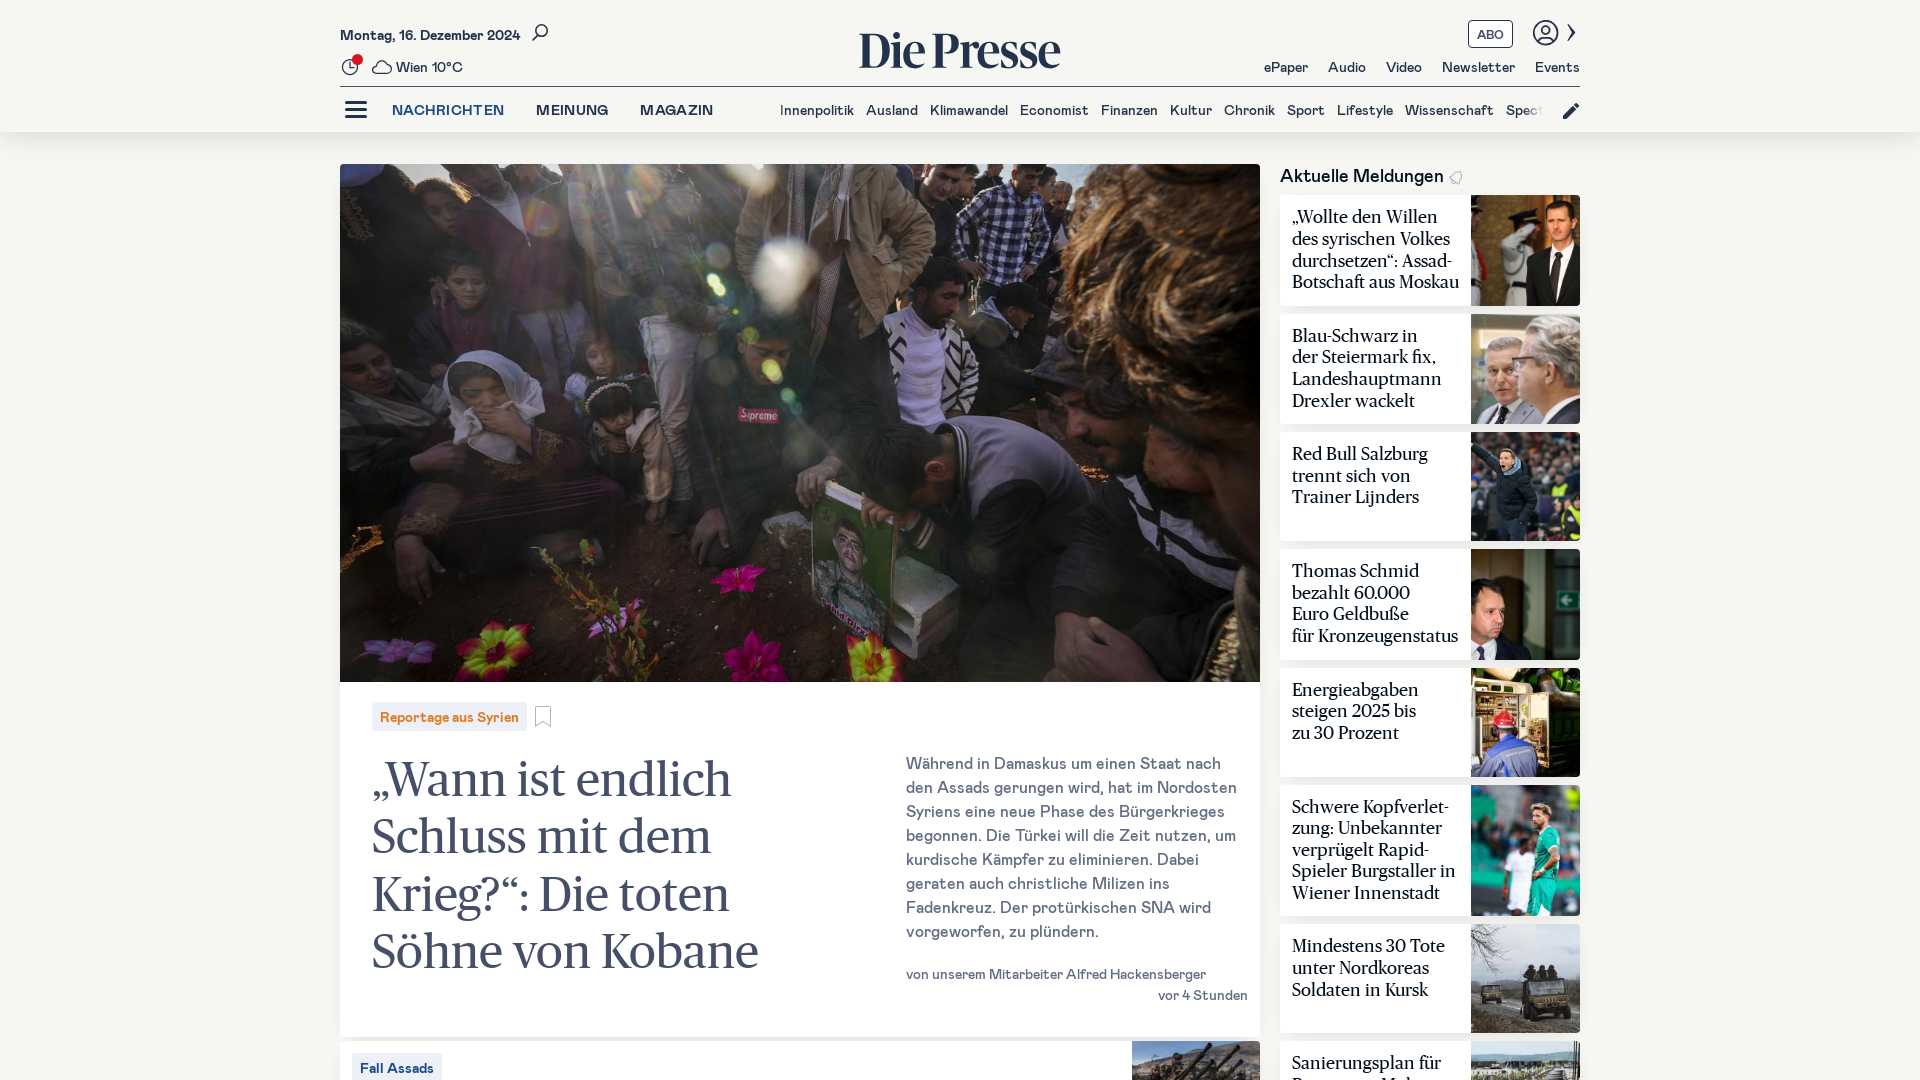 Montag, 16. Dezember 2024
Wien 10°C
Die Presse
ABO
ePaper Audio Video Newsletter Events
NACHRICHTEN MEINUNG MAGAZIN
Innenpolitik Ausland Klimawandel Economist Finanzen Kultur Chronik Sport Lifestyle Wissenschaft Spect
Supreme
Reportage aus Syrien
„Wann ist endlich
Schluss mit dem
Krieg?“: Die toten
Söhne von Kobane
Während in Damaskus um einen Staat nach
den Assads gerungen wird, hat im Nordosten
Syriens eine neue Phase des Bürgerkrieges
begonnen. Die Türkei will die Zeit nutzen, um
kurdische Kämpfer zu eliminieren. Dabei
geraten auch christliche Milizen ins
Fadenkreuz. Der protürkischen SNA wird
vorgeworfen, zu plündern.
von unserem Mitarbeiter Alfred Hackensberger
vor 4 Stunden
Fall Assads
Aktuelle Meldungen
„Wollte den Willen
des syrischen Volkes
durchsetzen“: Assad-
Botschaft aus Moskau
Blau-Schwarz in
der Steiermark fix,
Landeshauptmann
Drexler wackelt
Red Bull Salzburg
trennt sich von
Trainer Lijnders
Thomas Schmid
bezahlt 60.000
Euro Geldbuße
für Kronzeugenstatus
Energieabgaben
steigen 2025 bis
zu 30 Prozent
Schwere Kopfverlet-
zung: Unbekannter
verprügelt Rapid-
Spieler Burgstaller in
Wiener Innenstadt
Mindestens 30 Tote
unter Nordkoreas
Soldaten in Kursk
Sanierungsplan für